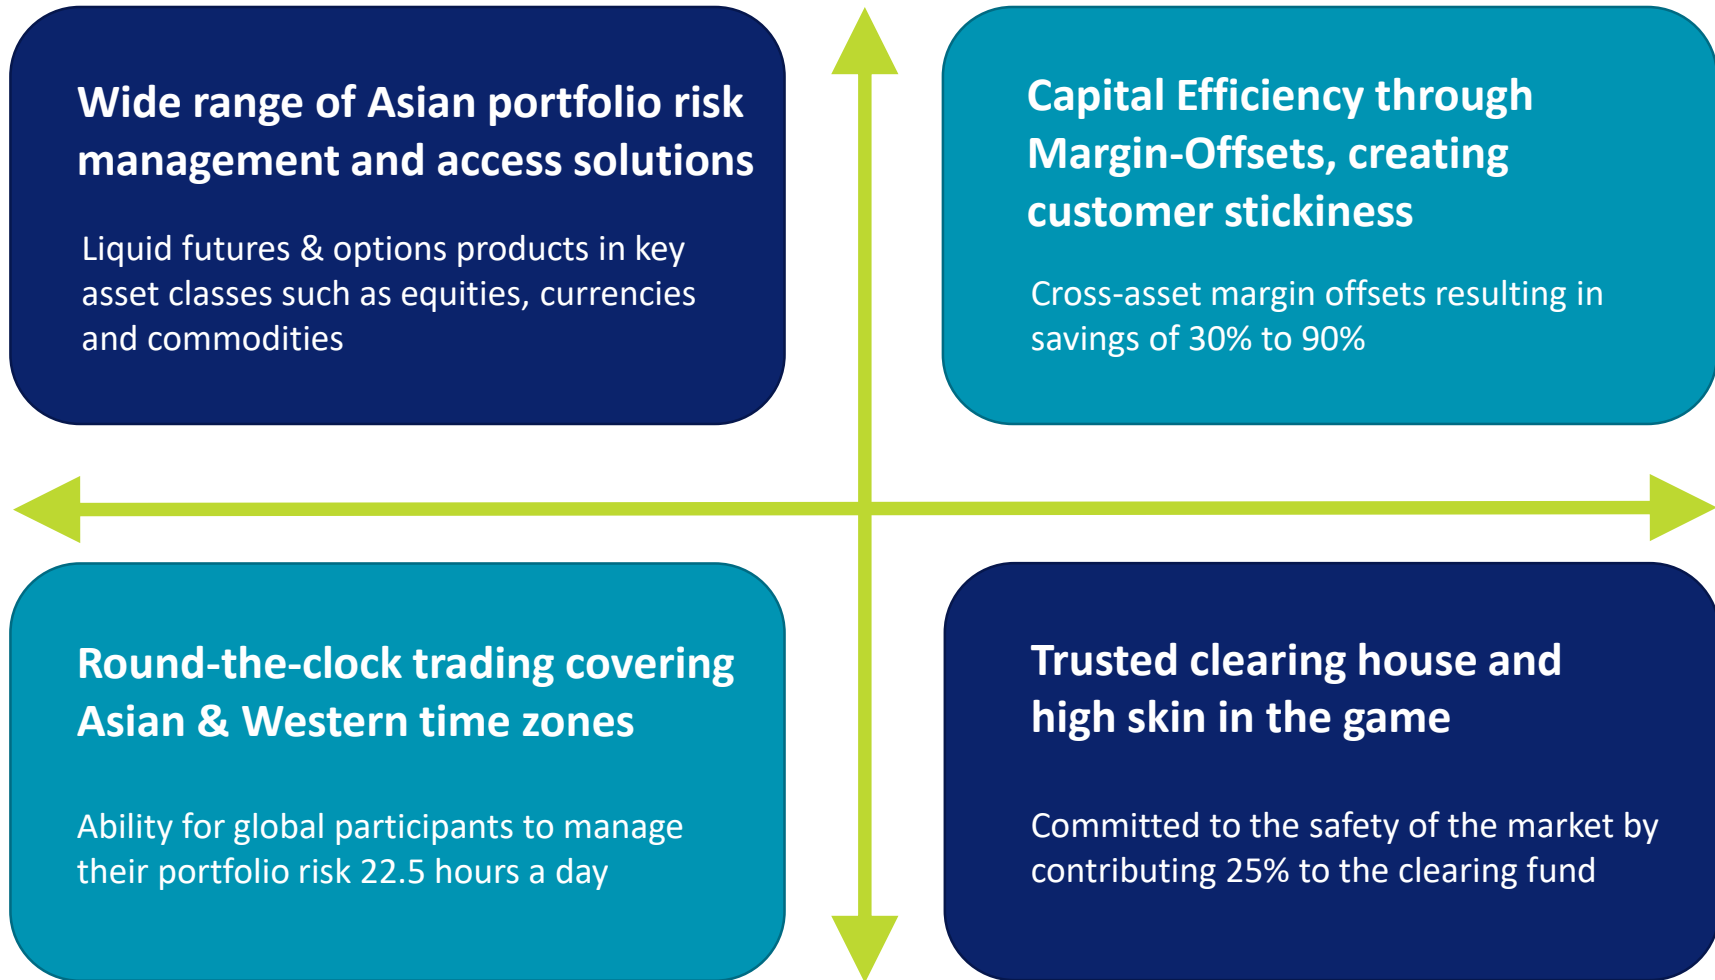 Wide range of Asian portfolio risk
management and access solutions
Liquid futures & options products in key
asset classes such as equities, currencies
and commodities
Capital Efficiency through
Margin-Offsets, creating
customer stickiness
Cross-asset margin offsets resulting in
savings of 30% to 90%
Round-the-clock trading covering
Asian & Western time zones
Ability for global participants to manage
their portfolio risk 22.5 hours a day
Trusted clearing house and
high skin in the game
Committed to the safety of the market by
contributing 25% to the clearing fund